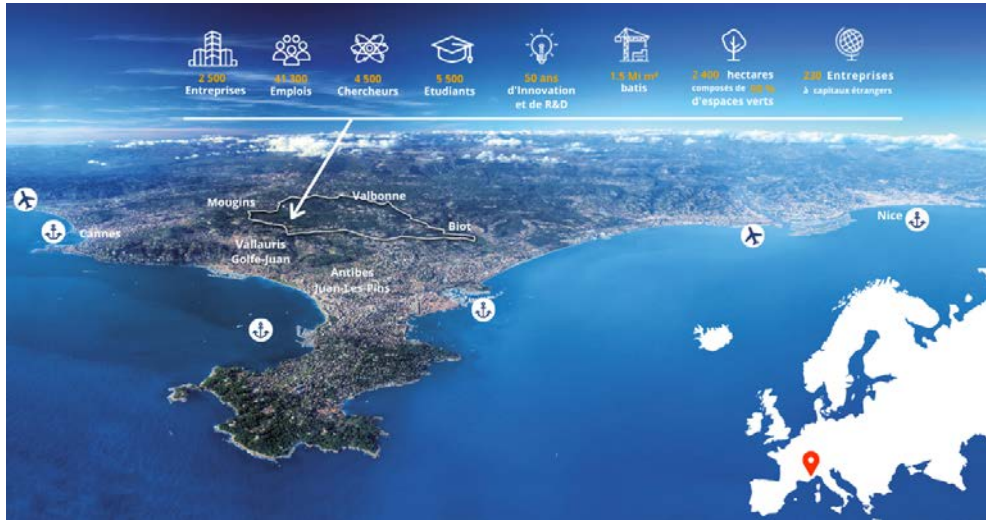 2 500
Entreprises
41 300
Emplois
4 500
Chercheurs
5 500
Etudiants
50 ans
d'Innovation
et de R&D
1.5 Mi m²
batis
2 400 hectares
composés de 90 %
d'espaces verts
230 Entreprises
à capitaux étrangers
Mougins
Valbonne
Biot
Nice
Cannes
Vallauris
Golfe-Juan
Antibes
Juan-Les-Pins